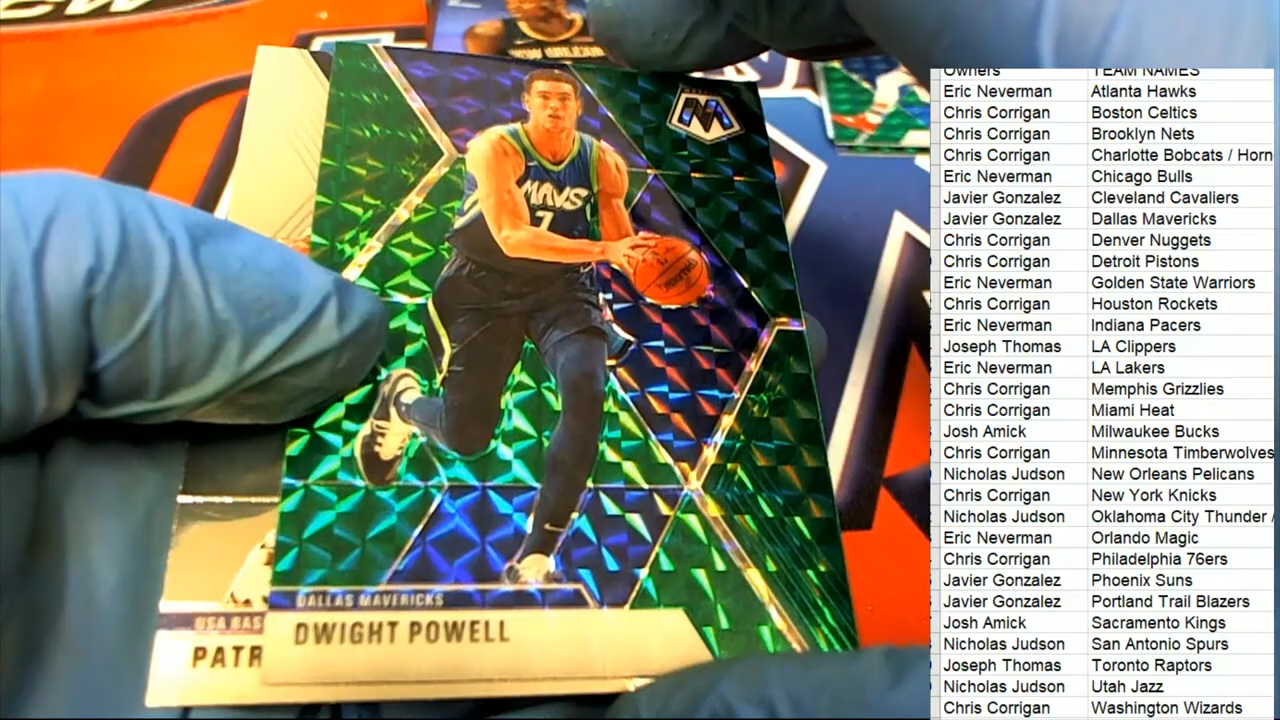 MAVS
7
SPALDING
DALLAS MAVERICKS
DWIGHT POWELL
USA BAS
PATR
Owners TEAM NAMES
Eric Neverman Atlanta Hawks
Chris Corrigan Boston Celtics
Chris Corrigan Brooklyn Nets
Chris Corrigan Charlotte Bobcats / Horn
Eric Neverman Chicago Bulls
Javier Gonzalez Cleveland Cavaliers
Javier Gonzalez Dallas Mavericks
Chris Corrigan Denver Nuggets
Chris Corrigan Detroit Pistons
Eric Neverman Golden State Warriors
Chris Corrigan Houston Rockets
Eric Neverman Indiana Pacers
Joseph Thomas LA Clippers
Eric Neverman LA Lakers
Chris Corrigan Memphis Grizzlies
Chris Corrigan Miami Heat
Josh Amick Milwaukee Bucks
Chris Corrigan Minnesota Timberwolves
Nicholas Judson New Orleans Pelicans
Chris Corrigan New York Knicks
Nicholas Judson Oklahoma City Thunder /
Eric Neverman Orlando Magic
Chris Corrigan Philadelphia 76ers
Javier Gonzalez Phoenix Suns
Javier Gonzalez Portland Trail Blazers
Josh Amick Sacramento Kings
Nicholas Judson San Antonio Spurs
Joseph Thomas Toronto Raptors
Nicholas Judson Utah Jazz
Chris Corrigan Washington Wizards